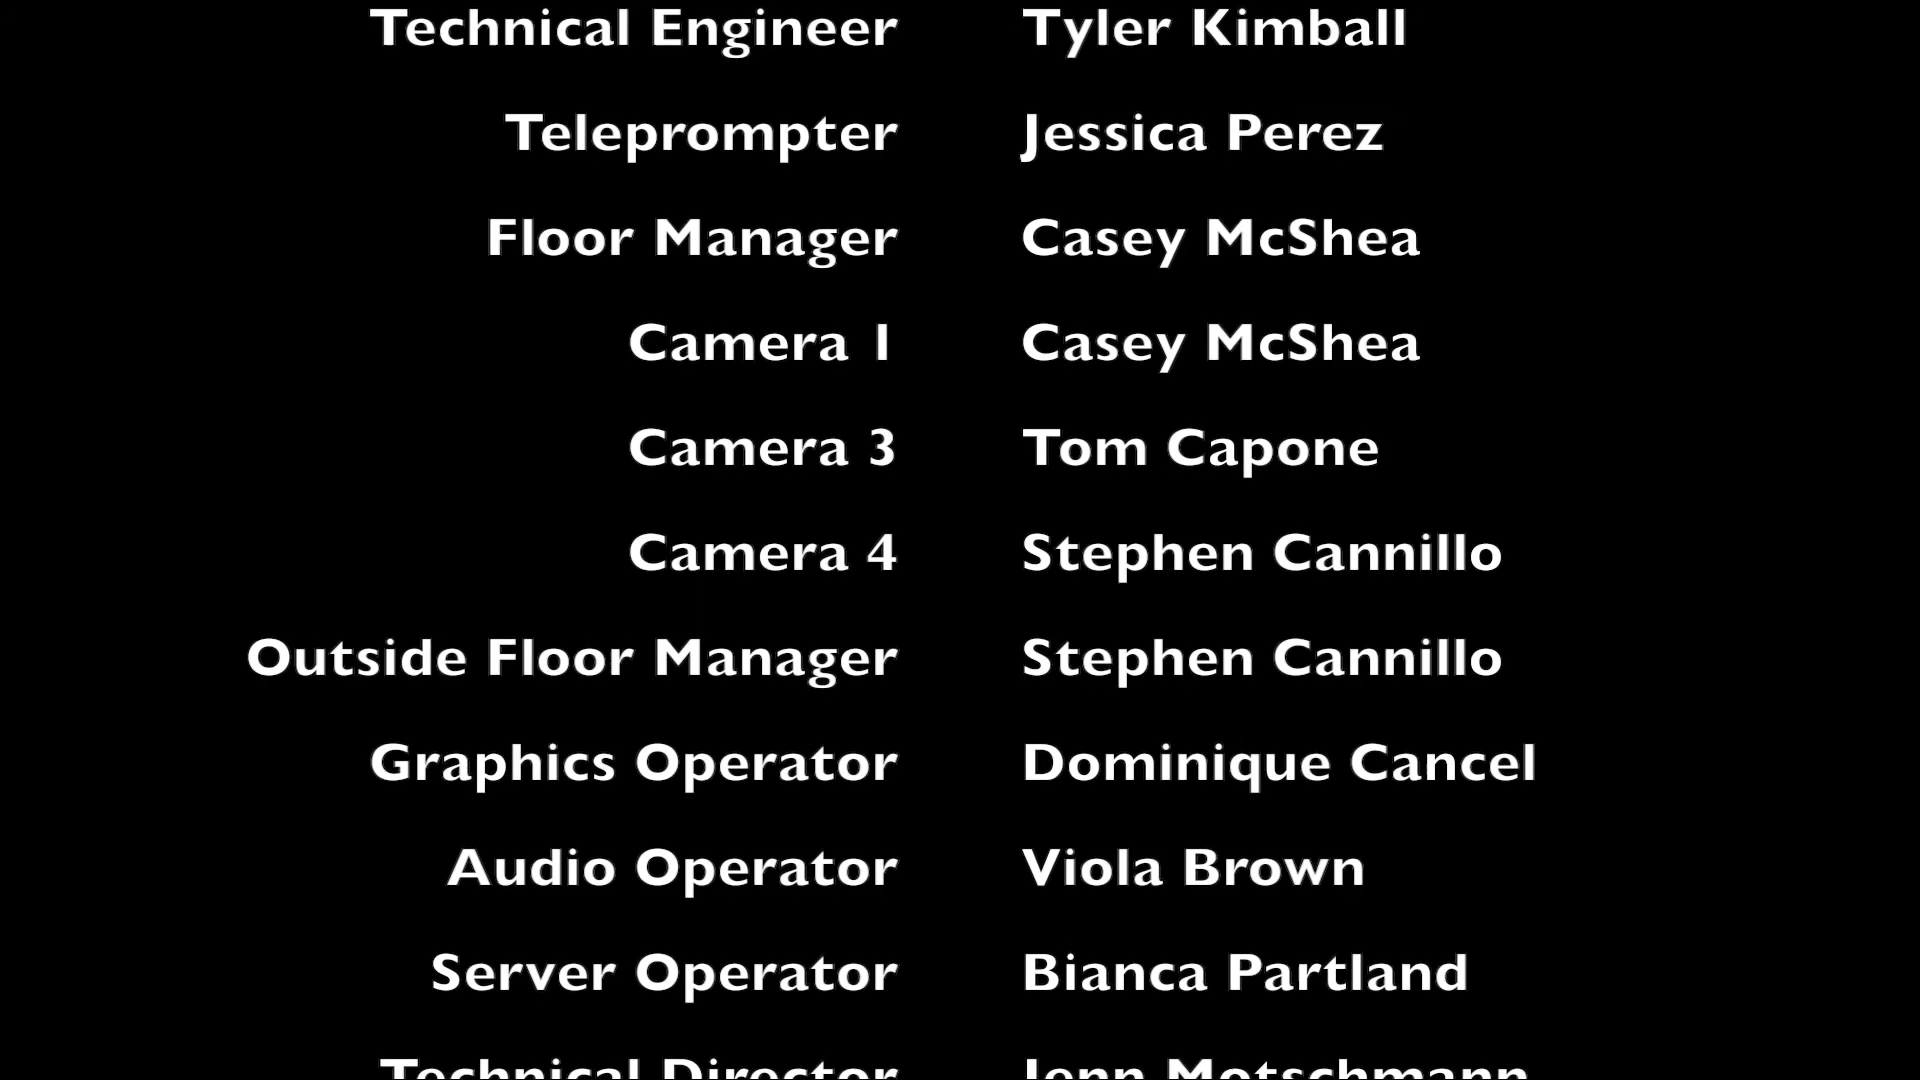 Technical Engineer Tyler Kimball
Teleprompter Jessica Perez
Floor Manager Casey McShea
Camera 1 Casey McShea
Camera 3 Tom Capone
Camera 4 Stephen Cannillo
Outside Floor Manager Stephen Cannillo
Graphics Operator Dominique Cancel
Audio Operator Viola Brown
Server Operator Bianca Partland
Technical Director Jenn Motschmann